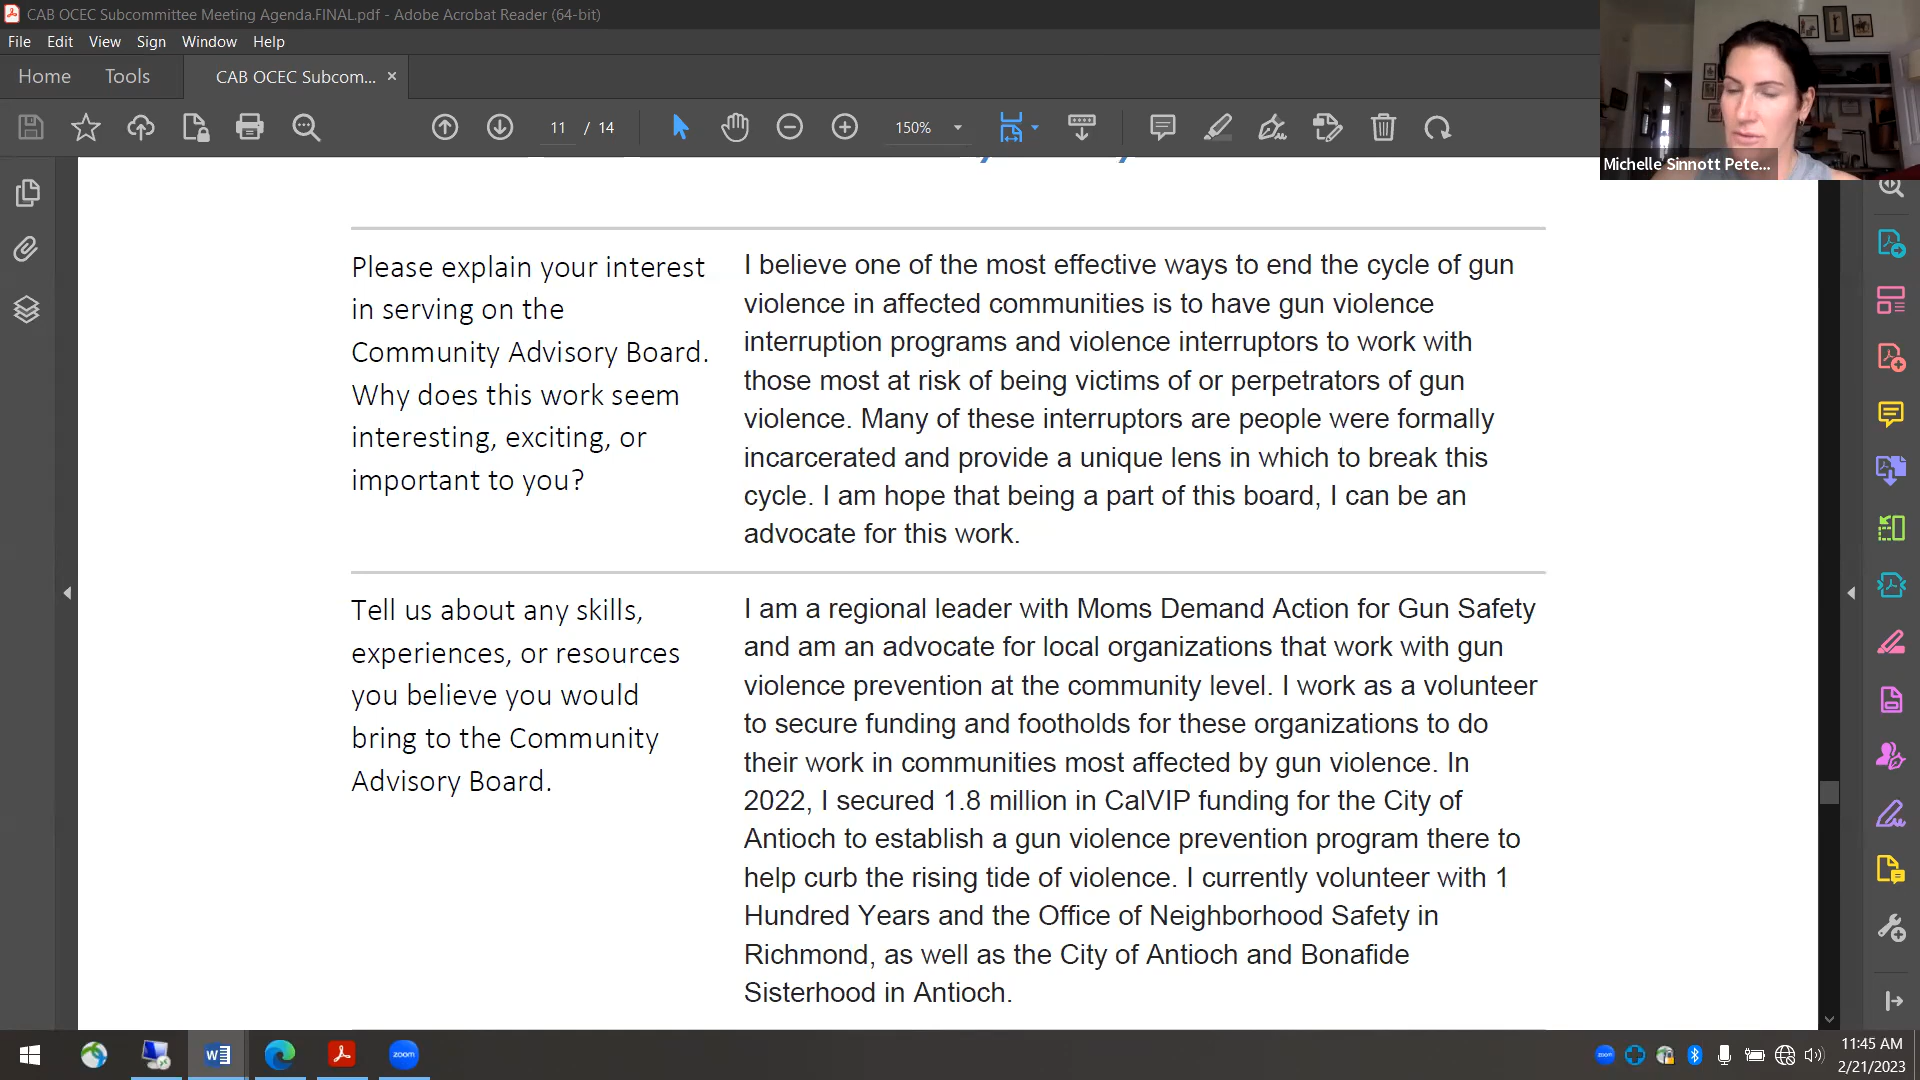 CAB OCEC Subcommittee Meeting Agenda.FINAL.pdf - Adobe Acrobat Reader (64-bit)
File Edit View Sign Window Help
Home Tools CAB OCEC Subcom... ×
11 / 14 150%
Michelle Sinnott Pete...
Please explain your interest
in serving on the
Community Advisory Board.
Why does this work seem
interesting, exciting, or
important to you?
I believe one of the most effective ways to end the cycle of gun
violence in affected communities is to have gun violence
interruption programs and violence interruptors to work with
those most at risk of being victims of or perpetrators of gun
violence. Many of these interruptors are people were formally
incarcerated and provide a unique lens in which to break this
cycle. I am hope that being a part of this board, I can be an
advocate for this work.
Tell us about any skills,
experiences, or resources
you believe you would
bring to the Community
Advisory Board.
I am a regional leader with Moms Demand Action for Gun Safety
and am an advocate for local organizations that work with gun
violence prevention at the community level. I work as a volunteer
to secure funding and footholds for these organizations to do
their work in communities most affected by gun violence. In
2022, I secured 1.8 million in CalVIP funding for the City of
Antioch to establish a gun violence prevention program there to
help curb the rising tide of violence. I currently volunteer with 1
Hundred Years and the Office of Neighborhood Safety in
Richmond, as well as the City of Antioch and Bonafide
Sisterhood in Antioch.
zoom
zoom
11:45 AM
2/21/2023